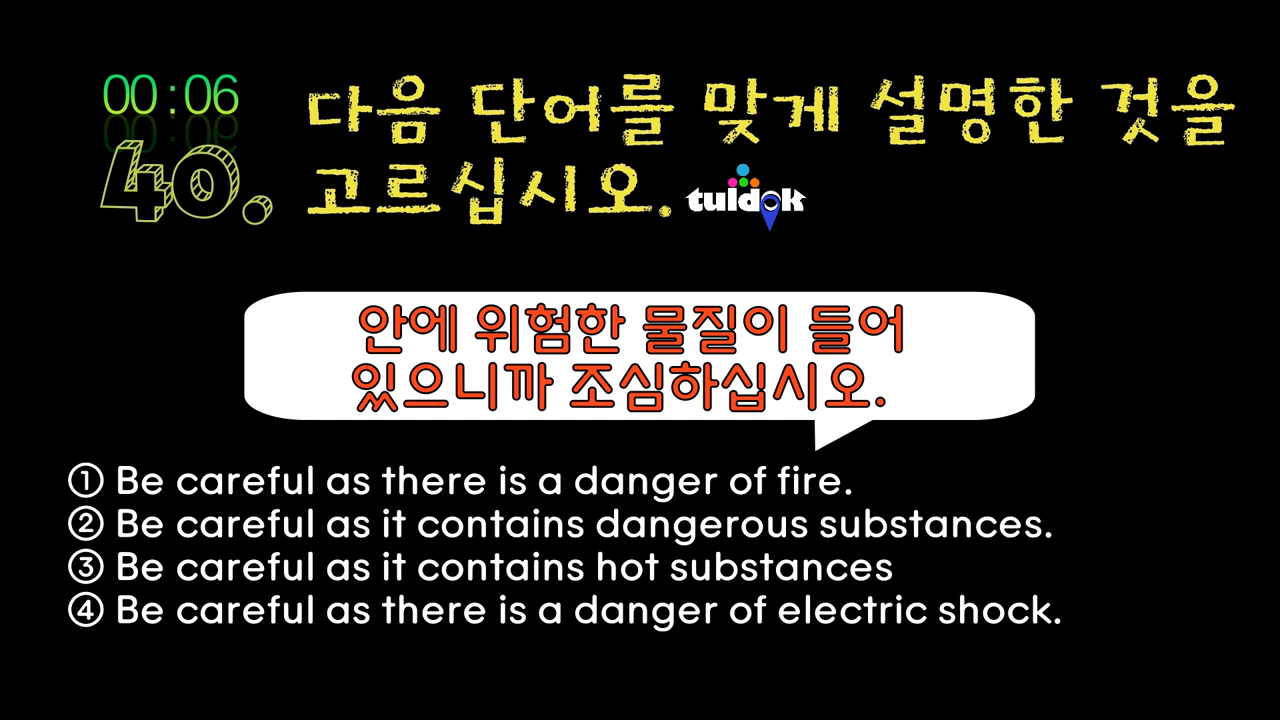 00:06
40.
다음 단어를 맞게 설명한 것을
고르십시오.
tuldok
안에 위험한 물질이 들어
있으니까 조심하십시오.
① Be careful as there is a danger of fire.
② Be careful as it contains dangerous substances.
③ Be careful as it contains hot substances
④ Be careful as there is a danger of electric shock.